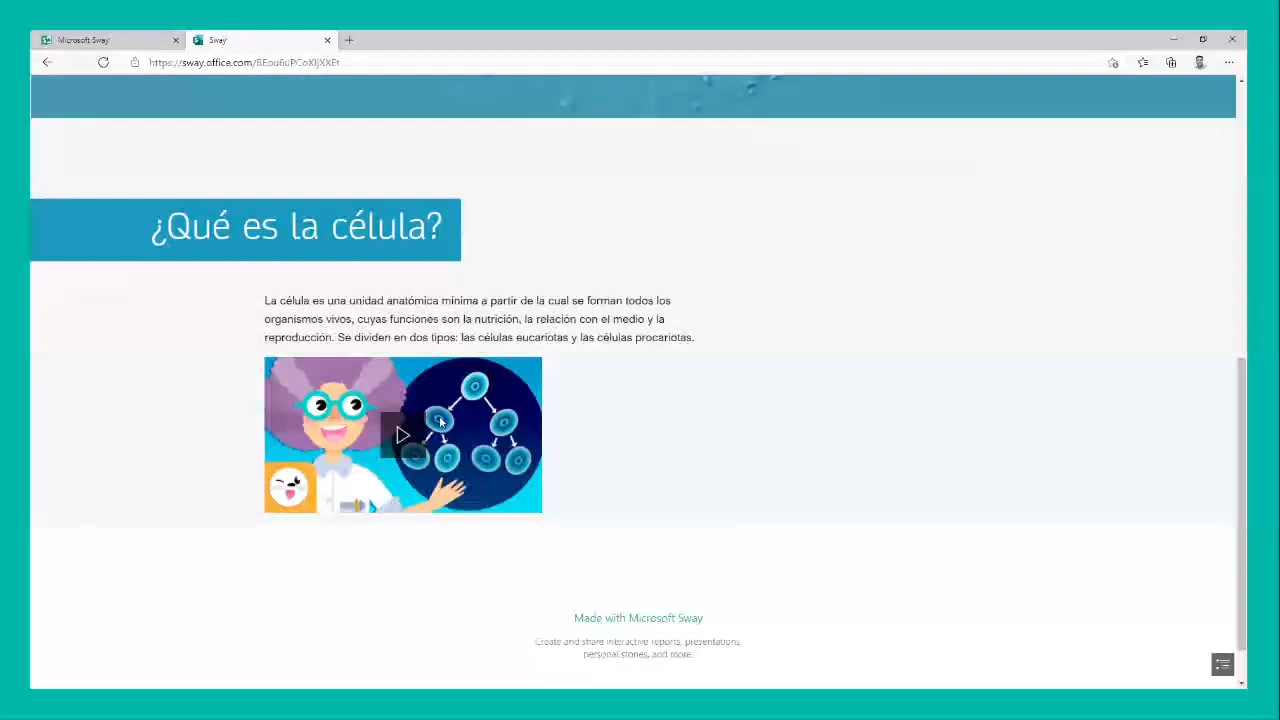 Microsoft Sway
Sway
¿Qué es la célula?
La célula es una unidad anatómica mínima a partir de la cual se forman todos los
organismos vivos, cuyas funciones son la nutrición, la relación con el medio y la
reproducción. Se dividen en dos tipos: las células eucariotas y las células procariotas.
Made with Microsoft Sway
Create and share interactive reports, presentations,
personal stories, and more.